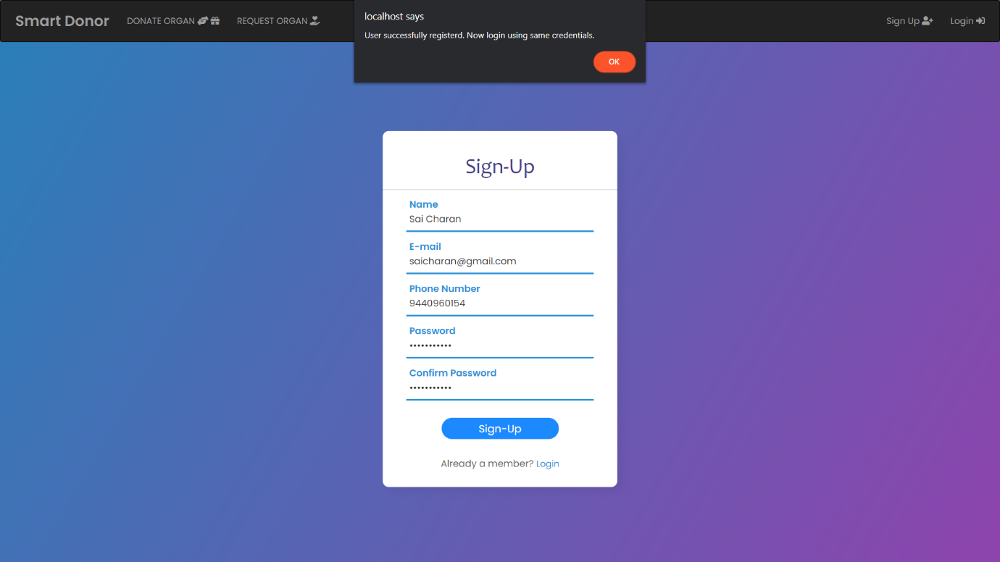 Smart Donor DONATE ORGAN REQUEST ORGAN Sign Up Login
localhost says
User successfully registerd. Now login using same credentials.
OK
Sign-Up
Name
Sai Charan
E-mail
saicharan@gmail.com
Phone Number
9440960154
Password
•••••••••••
Confirm Password
•••••••••••
Sign-Up
Already a member? Login